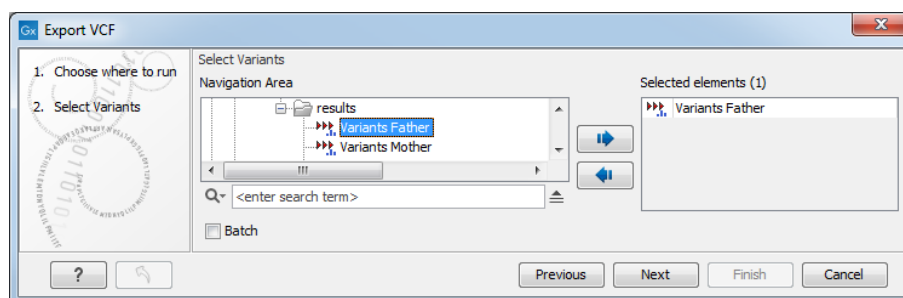 Gx Export VCF
1. Choose where to run
2. Select Variants
Select Variants
Navigation Area
results
Variants Father
Variants Mother
<enter search term>
Batch
Selected elements (1)
Variants Father
?
Previous
Next
Finish
Cancel